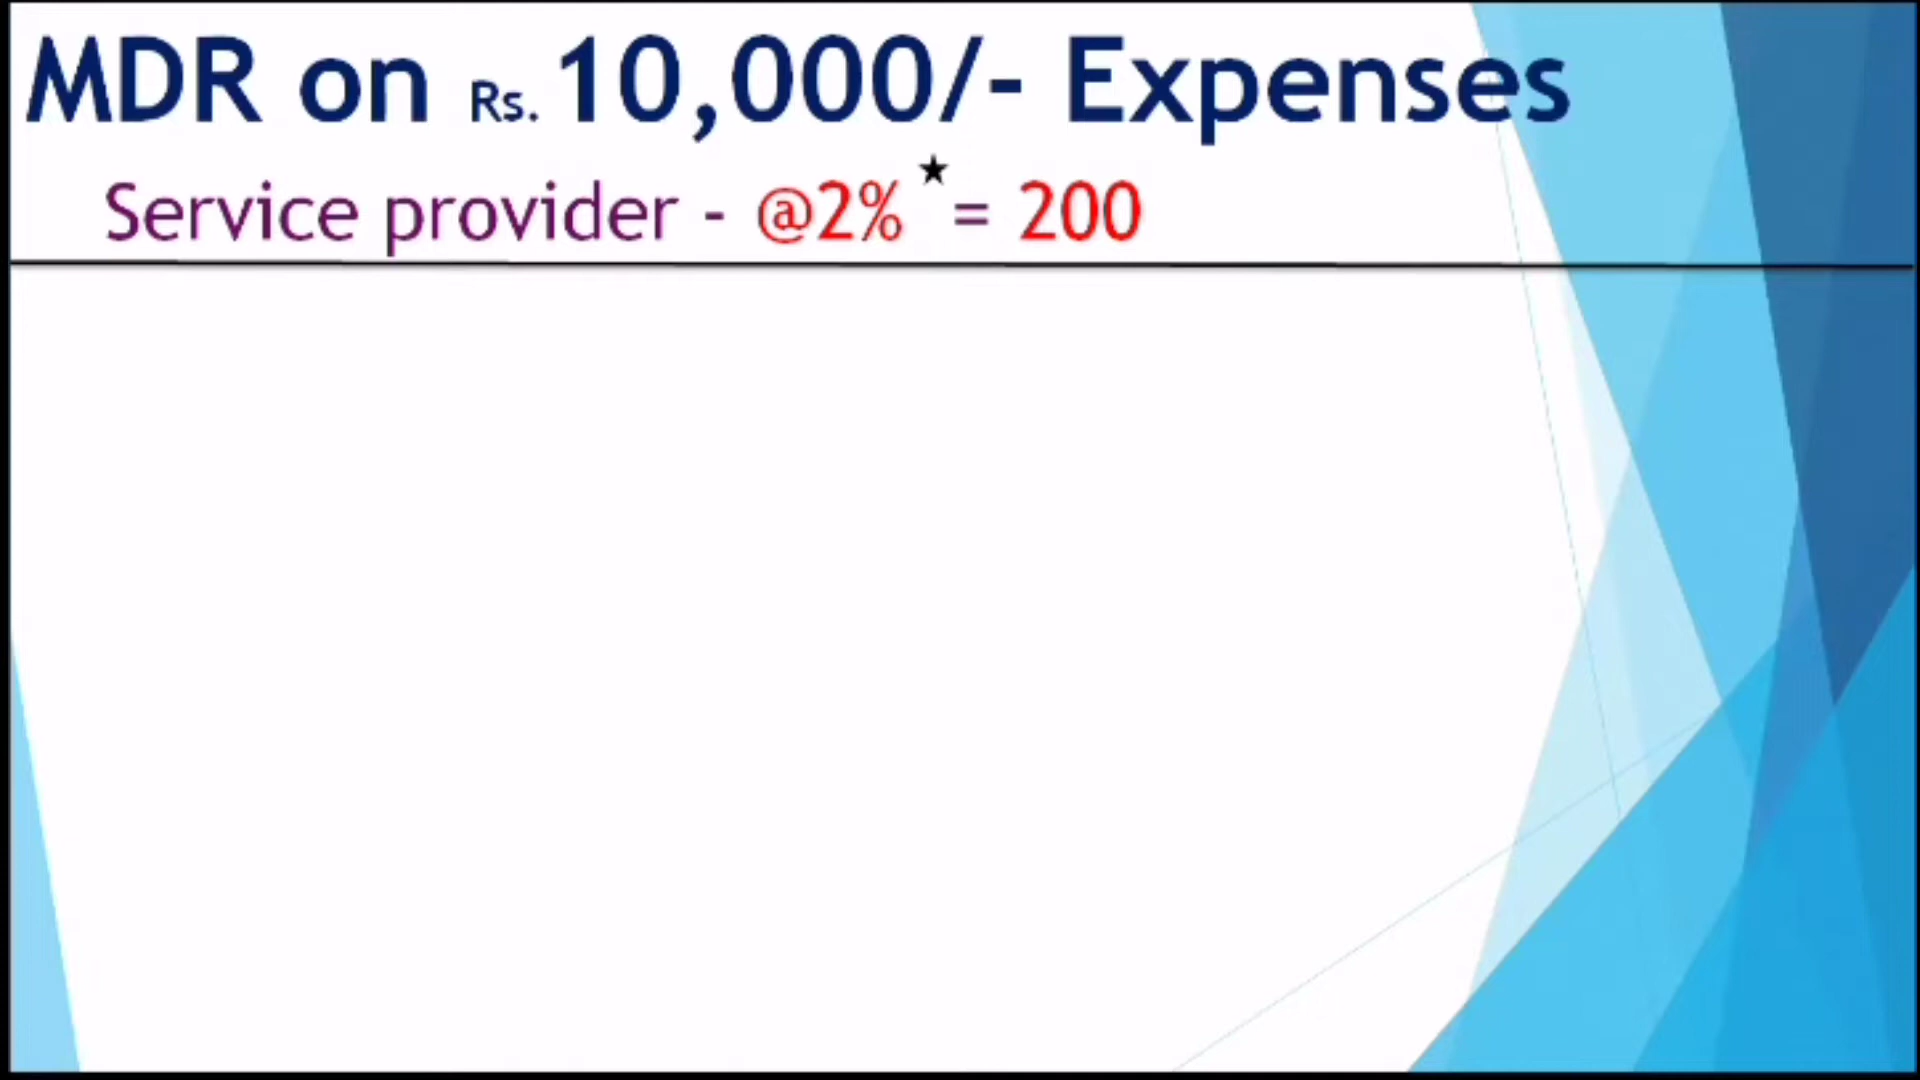 MDR on Rs. 10,000/- Expenses
Service provider - @2%* = 200